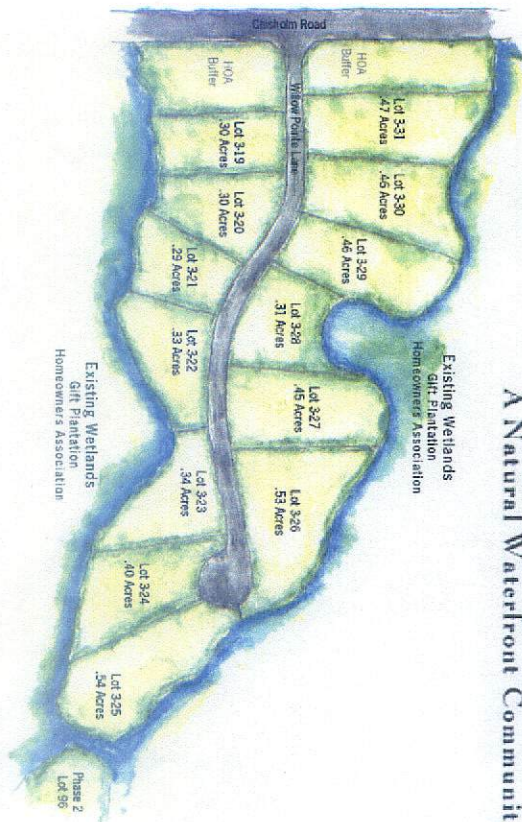 A Natural Waterfront Communit
Chisholm Road
Willow Pointe Lane
HOA
Buffer
Lot 3-31
.47 Acres
Lot 3-30
.46 Acres
Lot 3-29
.46 Acres
Lot 3-28
.31 Acres
Lot 3-27
.45 Acres
Lot 3-26
.53 Acres
Existing Wetlands
Gift Plantation
Homeowners Association
HOA
Buffer
Lot 3-19
.30 Acres
Lot 3-20
.30 Acres
Lot 3-21
.29 Acres
Lot 3-22
.33 Acres
Lot 3-23
.34 Acres
Lot 3-24
.40 Acres
Lot 3-25
.54 Acres
Existing Wetlands
Gift Plantation
Homeowners Association
Phase 2
Lot 96